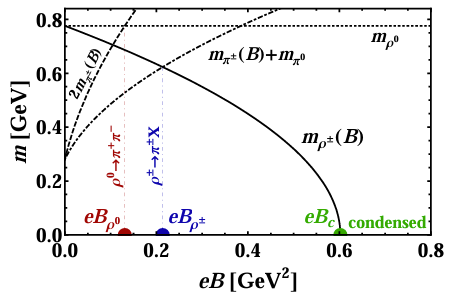 0.8
0.6
0.4
0.2
0.0
m [GeV]
2m_{π^±}(B)
m_{π^±}(B)+m_{π^0}
m_{ρ^0}
m_{ρ^±}(B)
ρ^0→π^+π^−
ρ^±→π^±X
eB_{ρ^0}
eB_{ρ^±}
eB_c condensed
0.0 0.2 0.4 0.6 0.8
eB [GeV^2]